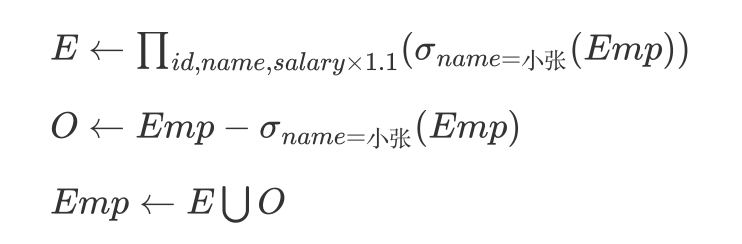 E ← ∏id,name,salary×1.1(σname=小张(Emp))
O ← Emp − σname=小张(Emp)
Emp ← E⋃O